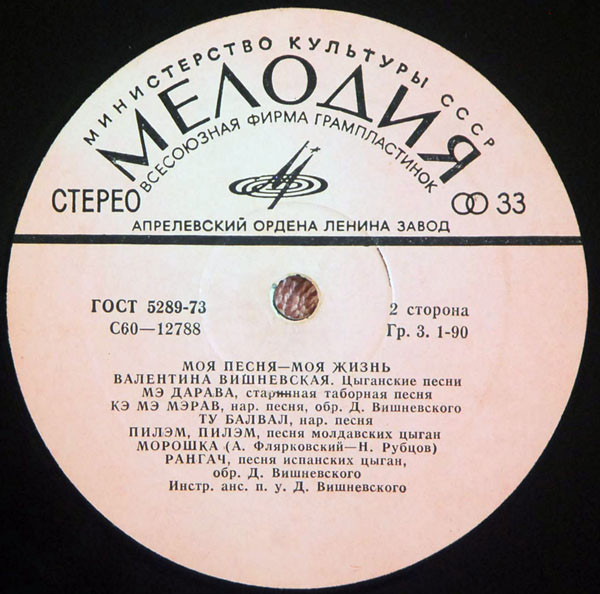 МИНИСТЕРСТВО КУЛЬТУРЫ СССР
МЕЛОДИЯ
ВСЕСОЮЗНАЯ ФИРМА ГРАМПЛАСТИНОК
СТЕРЕО
33
АПРЕЛЕВСКИЙ ОРДЕНА ЛЕНИНА ЗАВОД
ГОСТ 5289-73
С60—12788
2 сторона
Гр. 3. 1-90
МОЯ ПЕСНЯ—МОЯ ЖИЗНЬ
ВАЛЕНТИНА ВИШНЕВСКАЯ. Цыганские песни
МЭ ДАРАВА, старинная таборная песня
КЭ МЭ МЭРАВ, нар. песня, обр. Д. Вишневского
ТУ БАЛВАЛ, нар. песня
ПИЛЭМ, ПИЛЭМ, песня молдавских цыган
МОРОШКА (А. Флярковский—Н. Рубцов)
РАНГАЧ, песня испанских цыган,
обр. Д. Вишневского
Инстр. анс. п. у. Д. Вишневского